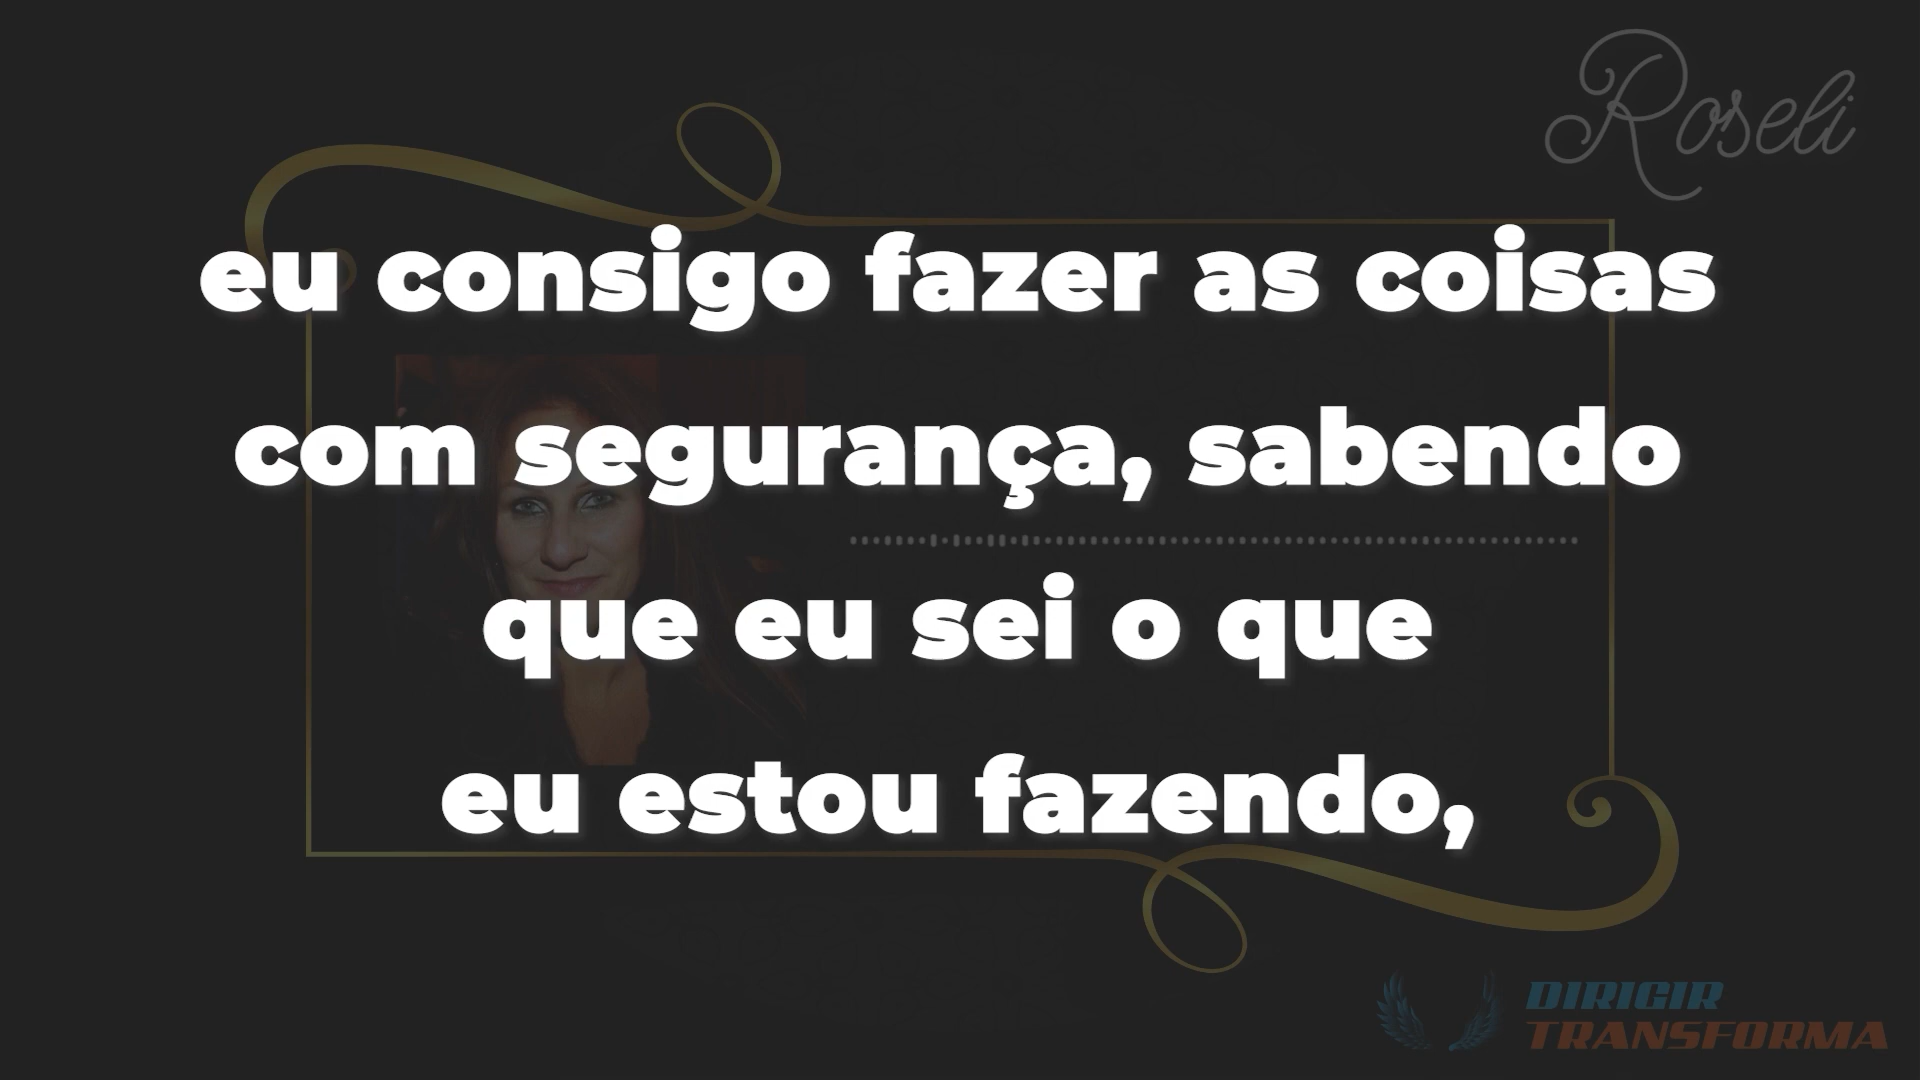 Roseli
eu consigo fazer as coisas
com segurança, sabendo
que eu sei o que
eu estou fazendo,
DIRIGIR
TRANSFORMA